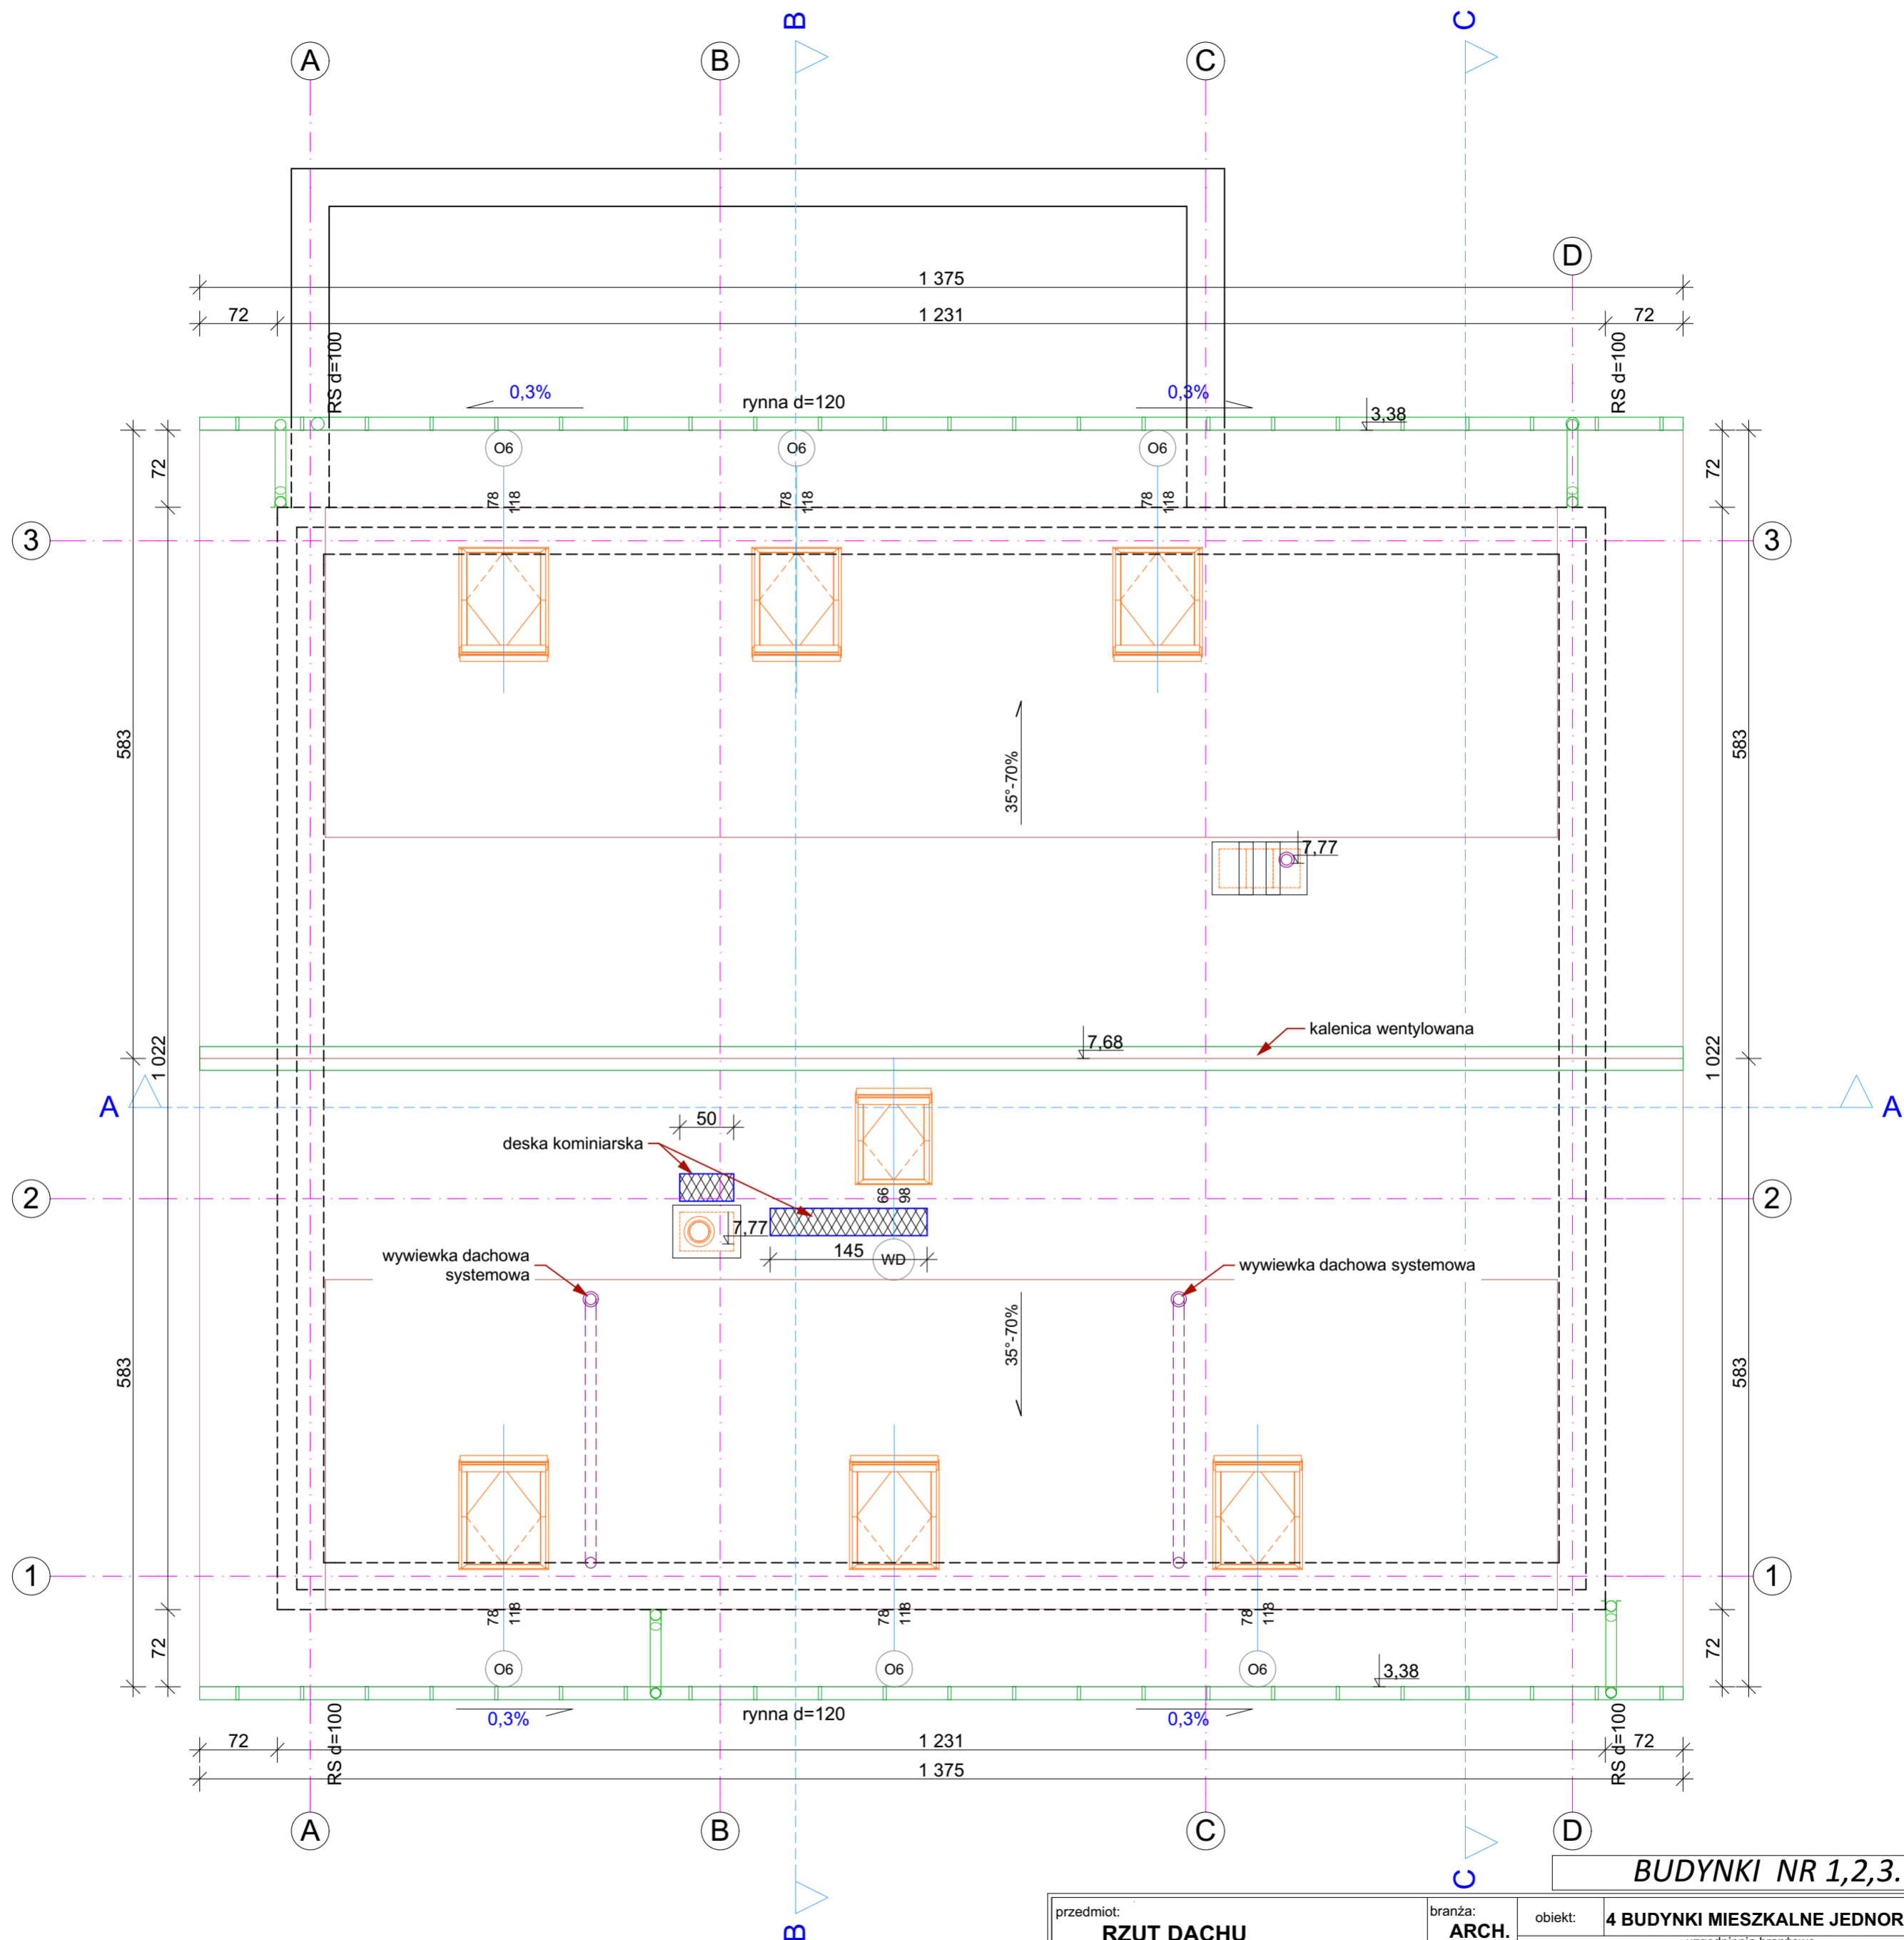 B
C
A
B
C
D
1 375
72
1 231
72
RS d=100
RS d=100
0,3%
rynna d=120
0,3%
3,38
O6
O6
O6
72
72
78
118
78
118
78
118
3
3
583
35°-70%
583
7,77
1 022
7,68
kalenica wentylowana
1 022
A
A
50
deska kominiarska
2
66
98
2
7,77
145
WD
wywiewka dachowa
systemowa
wywiewka dachowa systemowa
583
35°-70%
583
1
1
78
118
78
118
78
118
72
72
O6
O6
O6
3,38
0,3%
rynna d=120
0,3%
RS d=100
RS d=100
72
1 231
72
1 375
A
B
C
D
B
C
BUDYNKI NR 1,2,3.
przedmiot:
RZUT DACHU
branża:
ARCH.
obiekt:
4 BUDYNKI MIESZKALNE JEDNOR